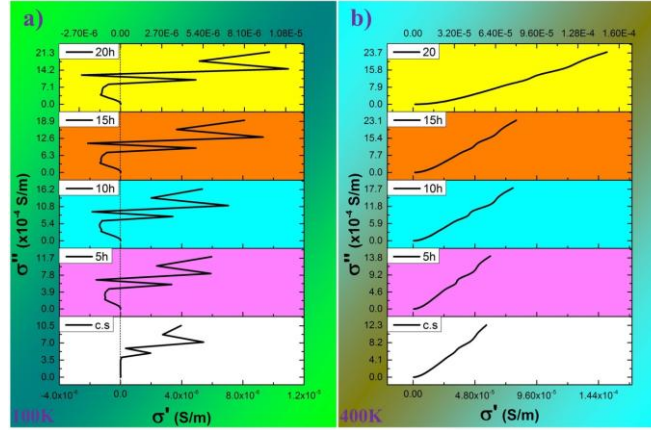 a)
-2.70E-6 0.00 2.70E-6 5.40E-6 8.10E-6 1.08E-5
20h
21.3
14.2
7.1
0.0
15h
18.9
12.6
6.3
0.0
10h
16.2
10.8
5.4
0.0
5h
11.7
7.8
3.9
0.0
c.s
10.5
7.0
3.5
0.0
σ'' (x10⁻⁴ S/m)
-4.0x10⁻⁶ 0.0 4.0x10⁻⁶ 8.0x10⁻⁶ 1.2x10⁻⁵
100K
σ' (S/m)
b)
0.00 3.20E-5 6.40E-5 9.60E-5 1.28E-4 1.60E-4
20
23.7
15.8
7.9
0.0
15h
23.1
15.4
7.7
0.0
10h
17.7
11.8
5.9
0.0
5h
13.8
9.2
4.6
0.0
c.s
12.3
8.2
4.1
0.0
σ'' (x10⁻⁴ S/m)
0.00 4.80x10⁻⁵ 9.60x10⁻⁵ 1.44x10⁻⁴
400K
σ' (S/m)